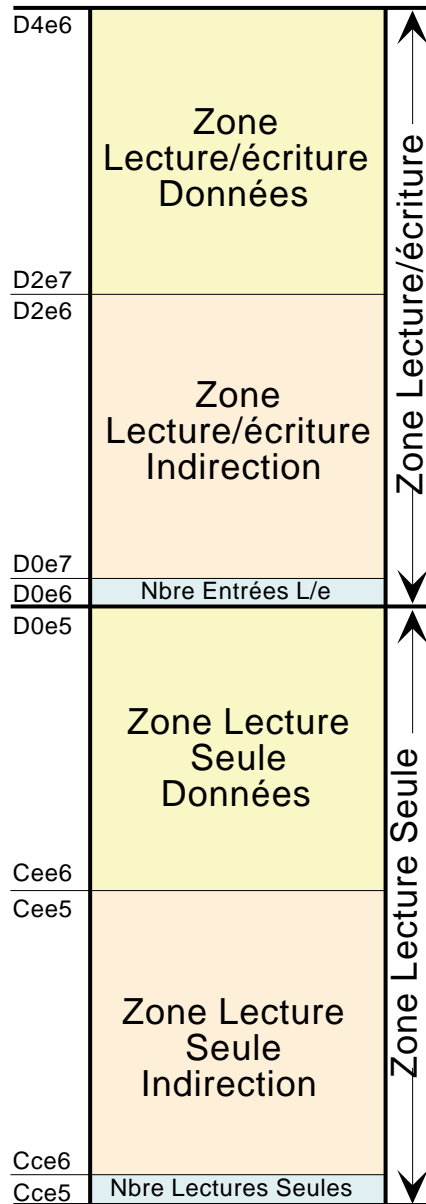 D4e6
Zone
Lecture/écriture
Données
D2e7
D2e6
Zone
Lecture/écriture
Indirection
D0e7
D0e6
Nbre Entrées L/e
Zone Lecture/écriture
D0e5
Zone Lecture
Seule
Données
Cee6
Cee5
Zone Lecture
Seule
Indirection
Cce6
Cce5
Nbre Lectures Seules
Zone Lecture Seule